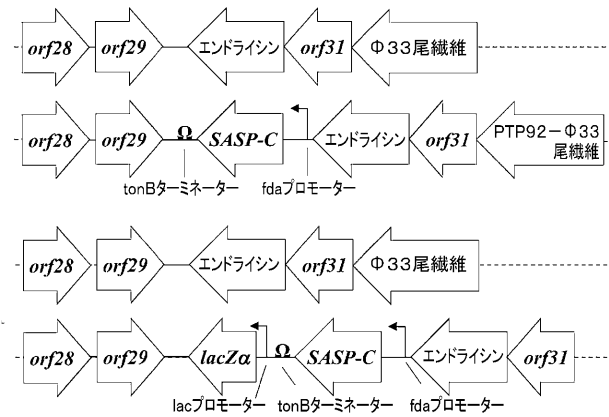 orf28 orf29 エンドライシン orf31 Φ33尾繊維
orf28 orf29 Ω SASP-C エンドライシン orf31 PTP92-Φ33
尾繊維
tonBターミネーター fdaプロモーター
orf28 orf29 エンドライシン orf31 Φ33尾繊維
orf28 orf29 lacZα Ω SASP-C エンドライシン orf31
lacプロモーター tonBターミネーター fdaプロモーター